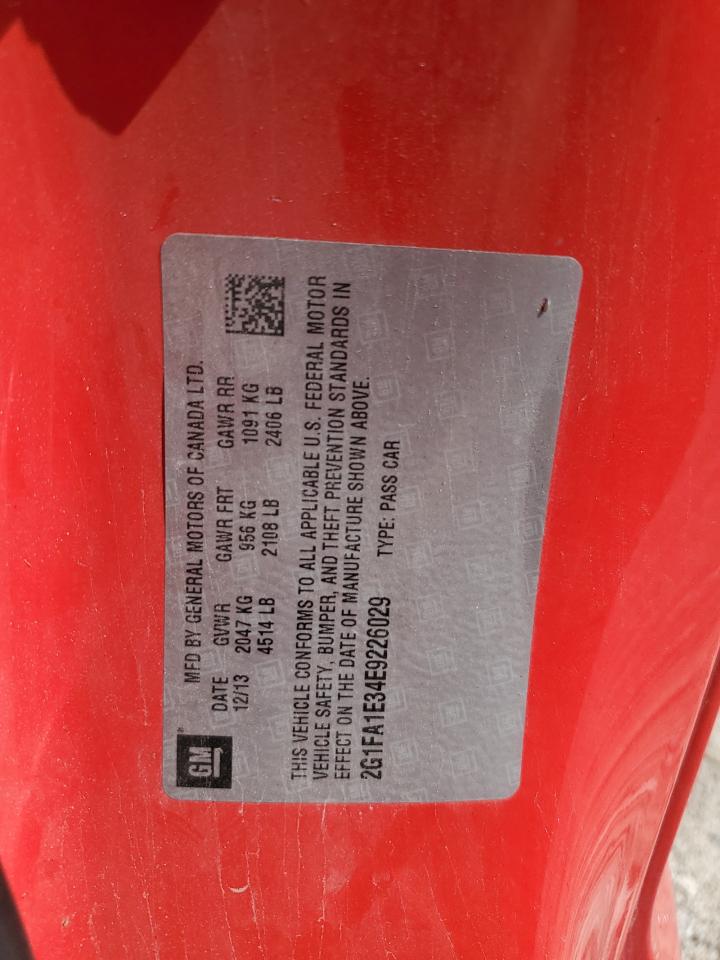 GM
MFD BY GENERAL MOTORS OF CANADA LTD.
DATE GVWR GAWR FRT GAWR RR
12/13 2047 KG 956 KG 1091 KG
4514 LB 2108 LB 2406 LB
THIS VEHICLE CONFORMS TO ALL APPLICABLE U.S. FEDERAL MOTOR
VEHICLE SAFETY, BUMPER, AND THEFT PREVENTION STANDARDS IN
EFFECT ON THE DATE OF MANUFACTURE SHOWN ABOVE.
2G1FA1E34E9226029 TYPE: PASS CAR